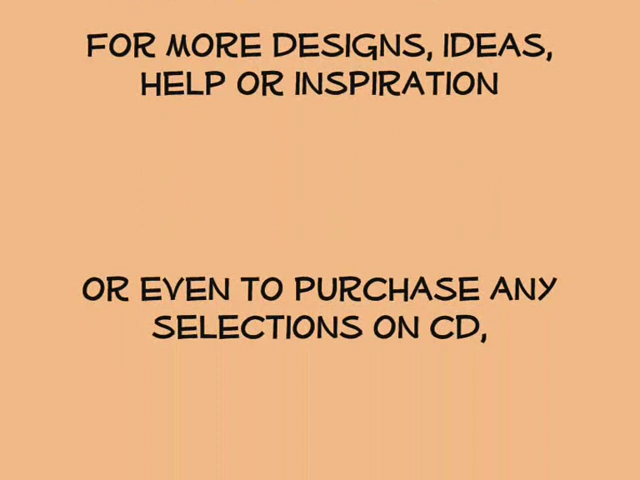 FOR MORE DESIGNS, IDEAS,
HELP OR INSPIRATION
OR EVEN TO PURCHASE ANY
SELECTIONS ON CD,